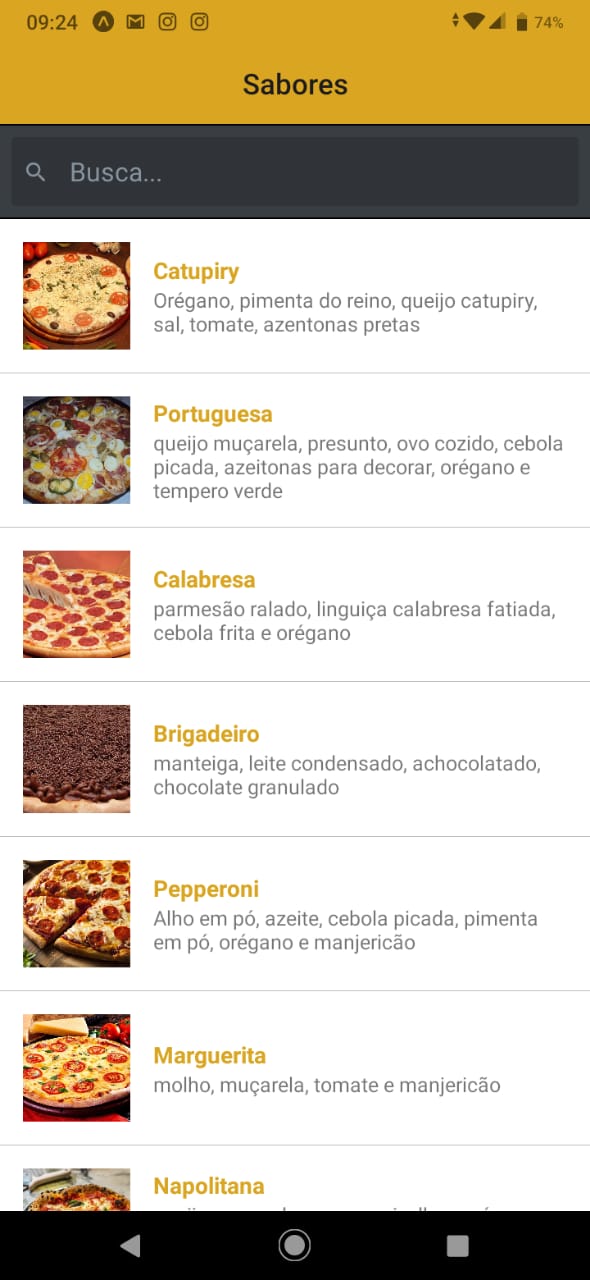 09:24
74%
Sabores
Busca...
Catupiry
Orégano, pimenta do reino, queijo catupiry,
sal, tomate, azentonas pretas
Portuguesa
queijo muçarela, presunto, ovo cozido, cebola
picada, azeitonas para decorar, orégano e
tempero verde
Calabresa
parmesão ralado, linguiça calabresa fatiada,
cebola frita e orégano
Brigadeiro
manteiga, leite condensado, achocolatado,
chocolate granulado
Pepperoni
Alho em pó, azeite, cebola picada, pimenta
em pó, orégano e manjericão
Marguerita
molho, muçarela, tomate e manjericão
Napolitana